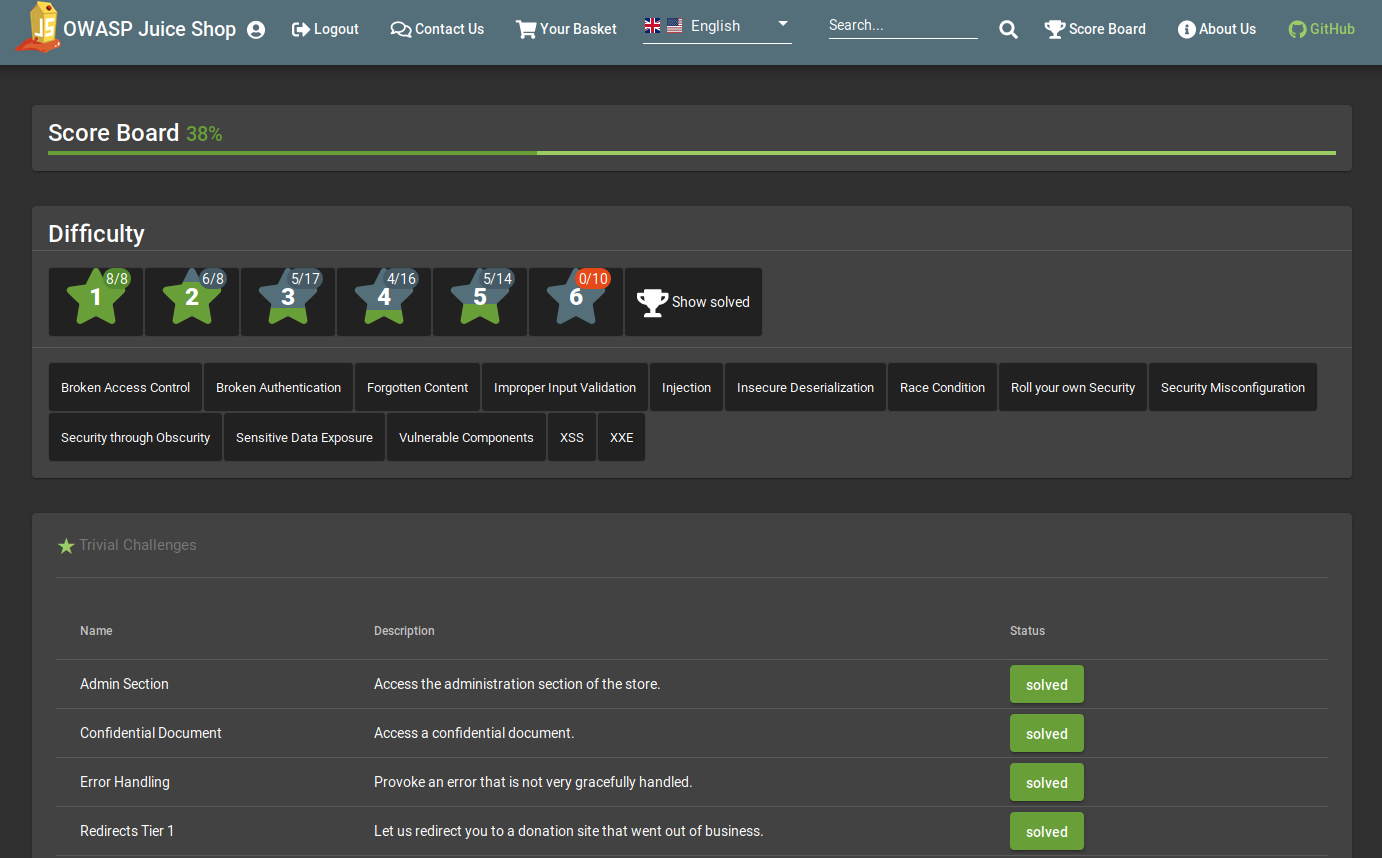 JS OWASP Juice Shop Logout Contact Us Your Basket English Search... Score Board About Us GitHub
Score Board 38%
Difficulty
8/8 6/8 5/17 4/16 5/14 0/10
1 2 3 4 5 6 Show solved
Broken Access Control Broken Authentication Forgotten Content Improper Input Validation Injection Insecure Deserialization Race Condition Roll your own Security Security Misconfiguration
Security through Obscurity Sensitive Data Exposure Vulnerable Components XSS XXE
Trivial Challenges
Name Description Status
Admin Section Access the administration section of the store. solved
Confidential Document Access a confidential document. solved
Error Handling Provoke an error that is not very gracefully handled. solved
Redirects Tier 1 Let us redirect you to a donation site that went out of business. solved